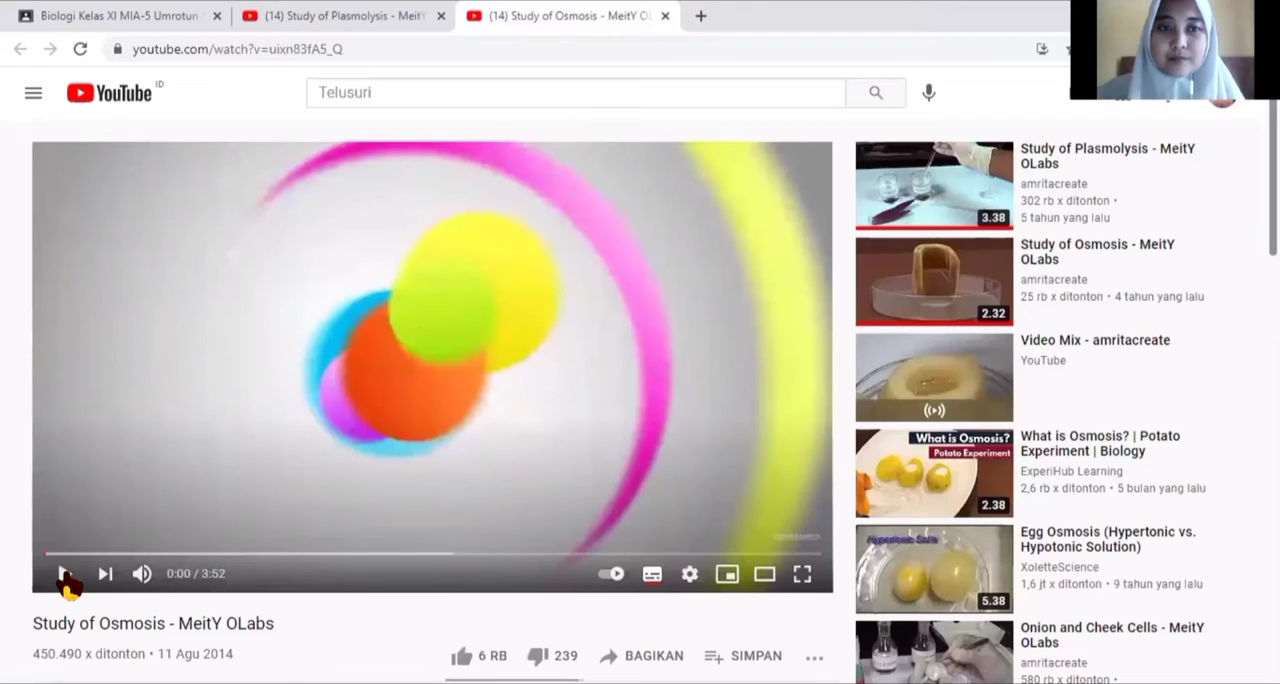 Biologi Kelas XI MIA-5 Umrotun
(14) Study of Plasmolysis - MeitY
(14) Study of Osmosis - MeitY OL
youtube.com/watch?v=uixn83fA5_Q
YouTube ID
Telusuri
0:00 / 3:52
Study of Osmosis - MeitY OLabs
450.490 x ditonton • 11 Agu 2014
6 RB
239
BAGIKAN
SIMPAN
3.38
Study of Plasmolysis - MeitY
OLabs
amritacreate
302 rb x ditonton •
5 tahun yang lalu
2.32
Study of Osmosis - MeitY
OLabs
amritacreate
25 rb x ditonton • 4 tahun yang lalu
Video Mix - amritacreate
YouTube
What is Osmosis?
Potato Experiment
2.38
What is Osmosis? | Potato
Experiment | Biology
ExperiHub Learning
2,6 rb x ditonton • 5 bulan yang lalu
5.38
Egg Osmosis (Hypertonic vs.
Hypotonic Solution)
XoletteScience
1,6 jt x ditonton • 9 tahun yang lalu
Onion and Cheek Cells - MeitY
OLabs
amritacreate
580 rb x ditonton •